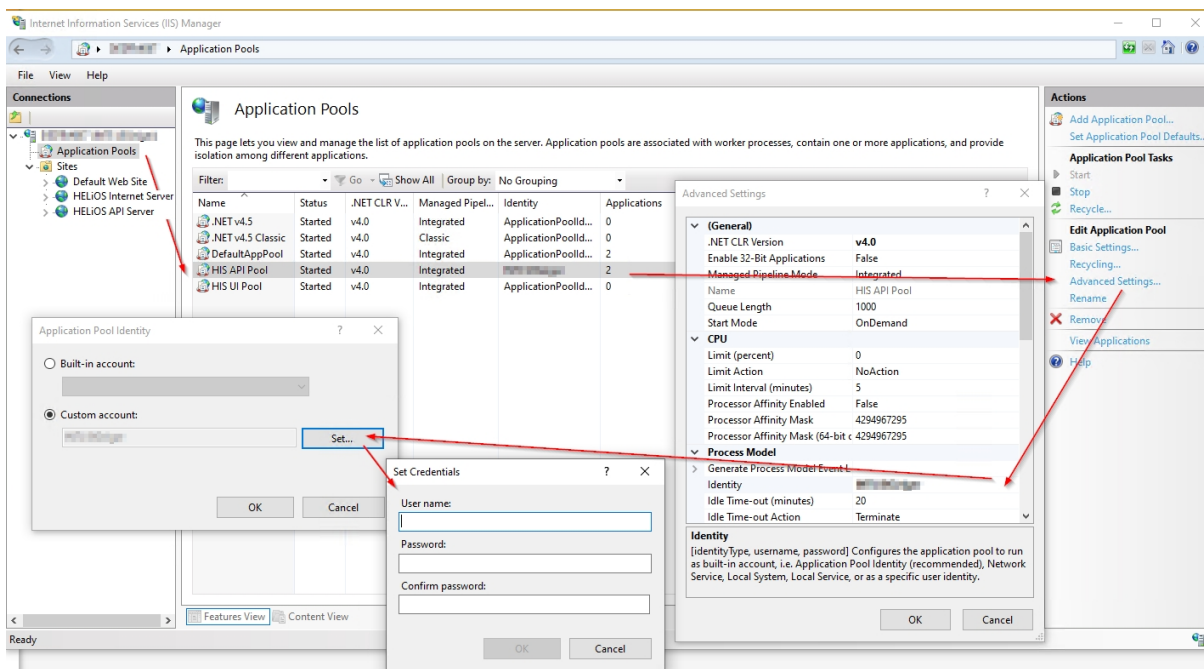 Internet Information Services (IIS) Manager
Application Pools
File View Help
Connections
Application Pools
Sites
Default Web Site
HELiOS Internet Server
HELiOS API Server
Application Pools
This page lets you view and manage the list of application pools on the server. Application pools are associated with worker processes, contain one or more applications, and provide
isolation among different applications.
Filter: Go Show All Group by: No Grouping
Name Status .NET CLR V... Managed Pipel... Identity Applications
.NET v4.5 Started v4.0 Integrated ApplicationPoolId... 0
.NET v4.5 Classic Started v4.0 Classic ApplicationPoolId... 0
DefaultAppPool Started v4.0 Integrated ApplicationPoolId... 2
HIS API Pool Started v4.0 Integrated 2
HIS UI Pool Started v4.0 Integrated ApplicationPoolId... 0
Application Pool Identity ? ×
Built-in account:
Custom account:
Set...
OK Cancel
Set Credentials ? ×
User name:
Password:
Confirm password:
OK Cancel
Advanced Settings ? ×
(General)
.NET CLR Version v4.0
Enable 32-Bit Applications False
Managed Pipeline Mode Integrated
Name HIS API Pool
Queue Length 1000
Start Mode OnDemand
CPU
Limit (percent) 0
Limit Action NoAction
Limit Interval (minutes) 5
Processor Affinity Enabled False
Processor Affinity Mask 4294967295
Processor Affinity Mask (64-bit c 4294967295
Process Model
Generate Process Model Event L
Identity
Idle Time-out (minutes) 20
Idle Time-out Action Terminate
Identity
[identityType, username, password] Configures the application pool to run
as built-in account, i.e. Application Pool Identity (recommended), Network
Service, Local System, Local Service, or as a specific user identity.
OK Cancel
Actions
Add Application Pool...
Set Application Pool Defaults...
Application Pool Tasks
Start
Stop
Recycle...
Edit Application Pool
Basic Settings...
Recycling...
Advanced Settings...
Rename
Remove
View Applications
Help
Features View Content View
Ready